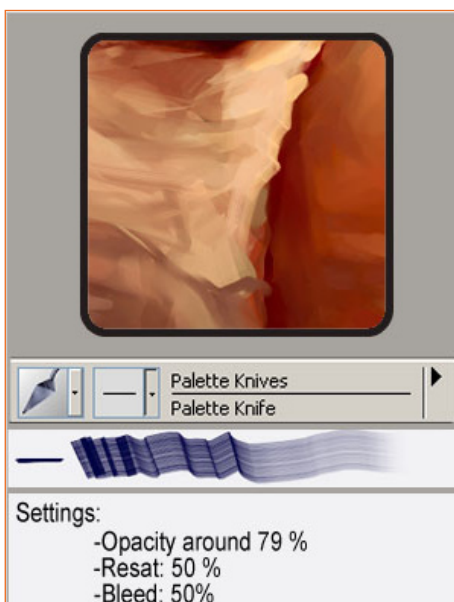 Palette Knives
Palette Knife
Settings:
-Opacity around 79 %
-Resat: 50 %
-Bleed: 50%